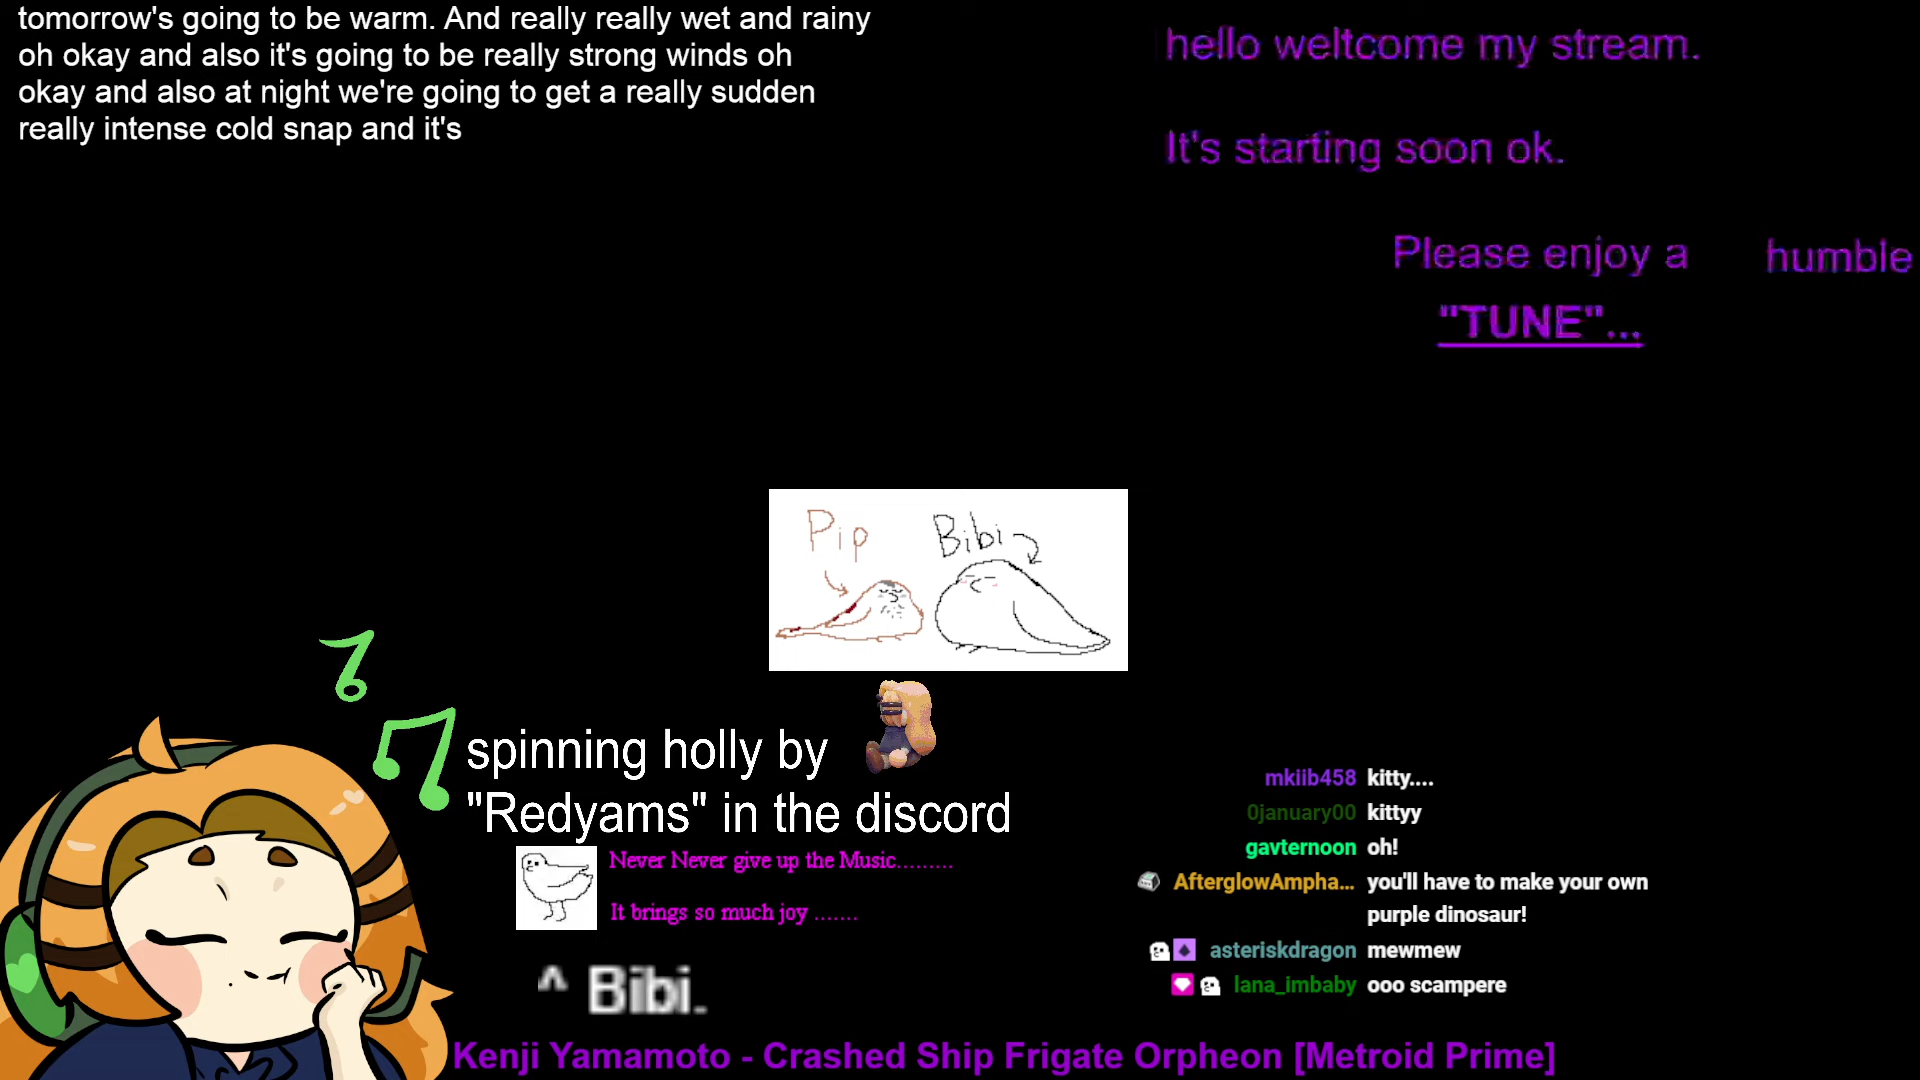 tomorrow's going to be warm. And really really wet and rainy
oh okay and also it's going to be really strong winds oh
okay and also at night we're going to get a really sudden
really intense cold snap and it's
hello weltcome my stream.
It's starting soon ok.
Please enjoy a humble
"TUNE"...
Pip
Bibi
spinning holly by
"Redyams" in the discord
Never Never give up the Music.........
It brings so much joy .......
^ Bibi.
mkiib458 kitty....
0january00 kittyy
gavternoon oh!
AfterglowAmpha... you'll have to make your own
purple dinosaur!
asteriskdragon mewmew
lana_imbaby ooo scampere
Kenji Yamamoto - Crashed Ship Frigate Orpheon [Metroid Prime]